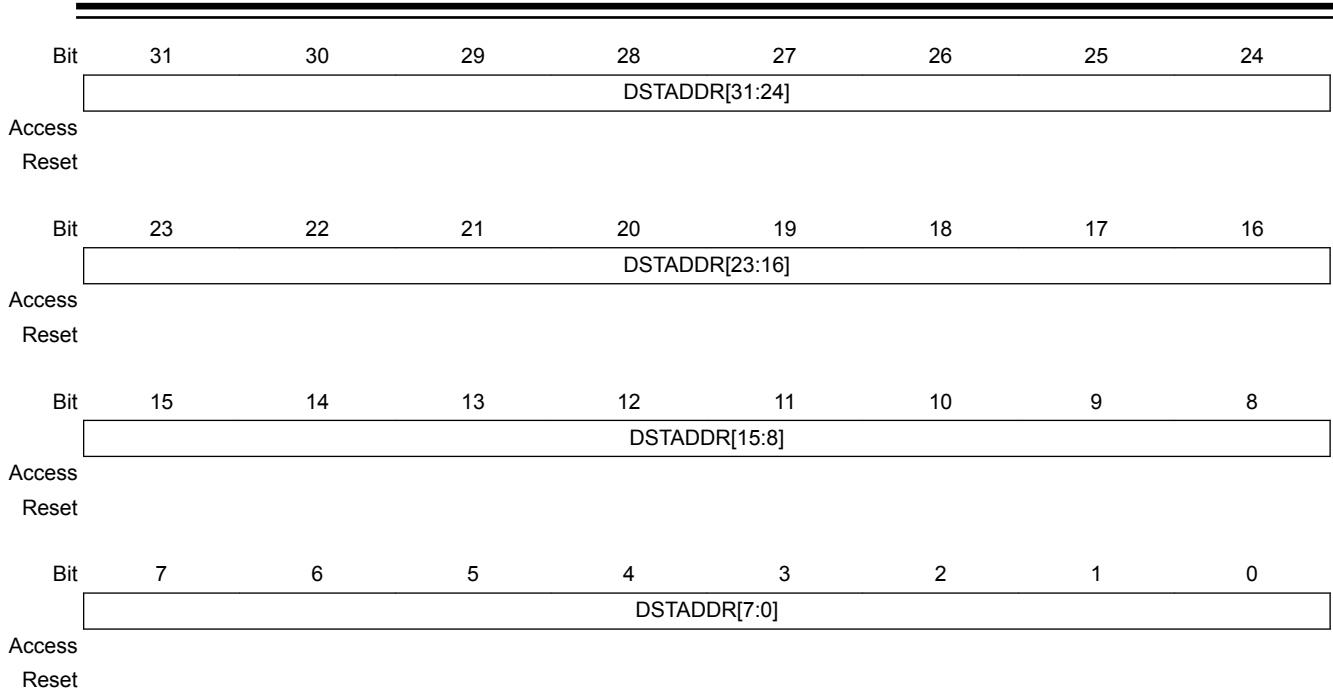 Bit 31 30 29 28 27 26 25 24
DSTADDR[31:24]
Access
Reset
Bit 23 22 21 20 19 18 17 16
DSTADDR[23:16]
Access
Reset
Bit 15 14 13 12 11 10 9 8
DSTADDR[15:8]
Access
Reset
Bit 7 6 5 4 3 2 1 0
DSTADDR[7:0]
Access
Reset